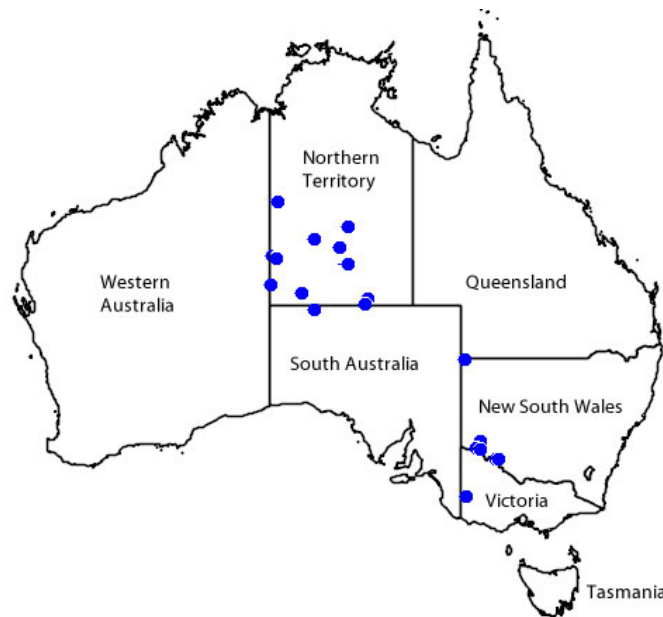 Northern
Territory
Western
Australia
Queensland
South Australia
New South Wales
Victoria
Tasmania